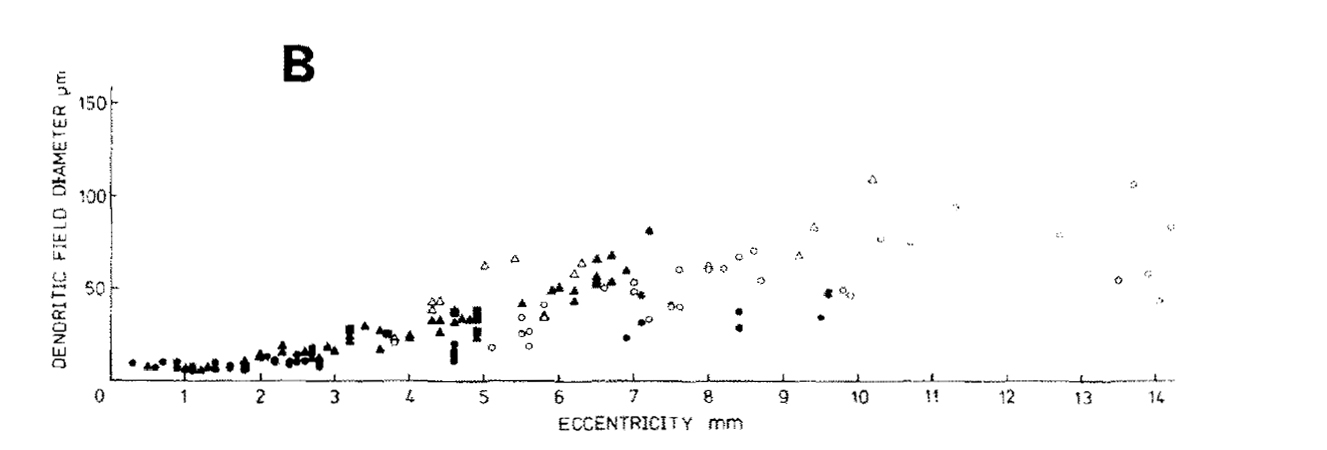 B
DENDRITIC FIELD DIAMETER µm
150
100
50
0 1 2 3 4 5 6 7 8 9 10 11 12 13 14
ECCENTRICITY mm